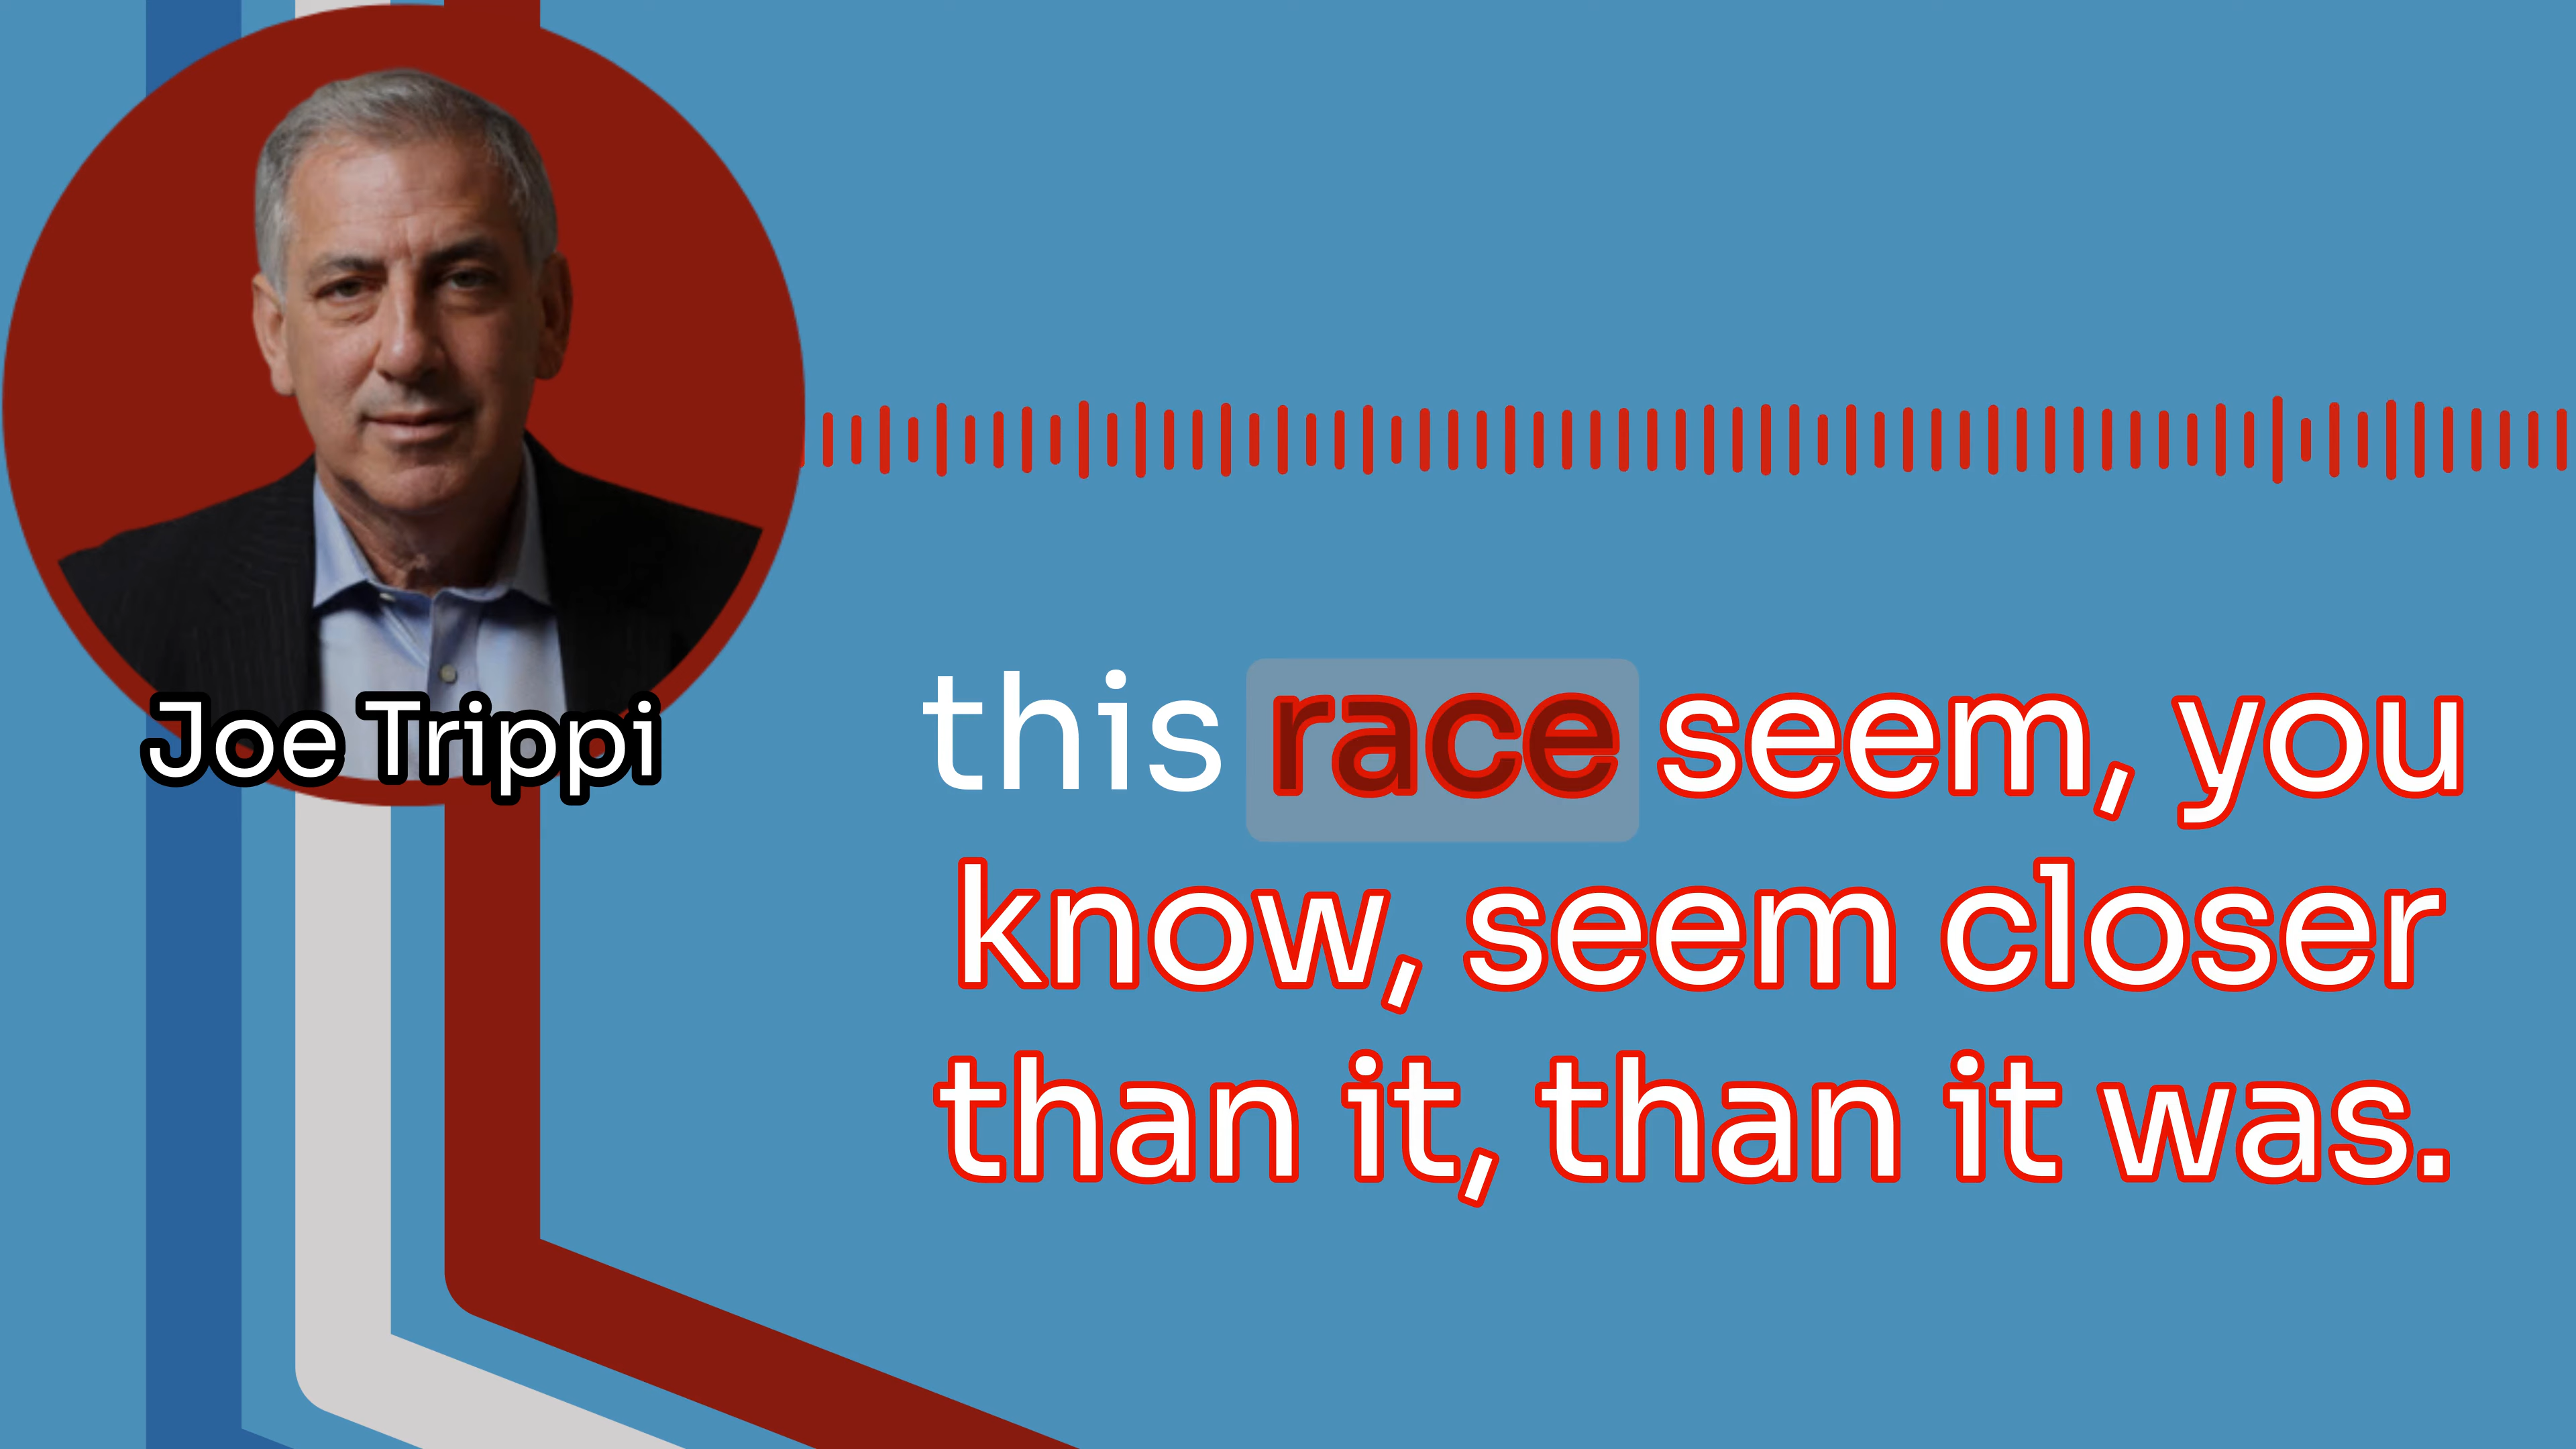 Joe Trippi
this race seem, you
know, seem closer
than it, than it was.